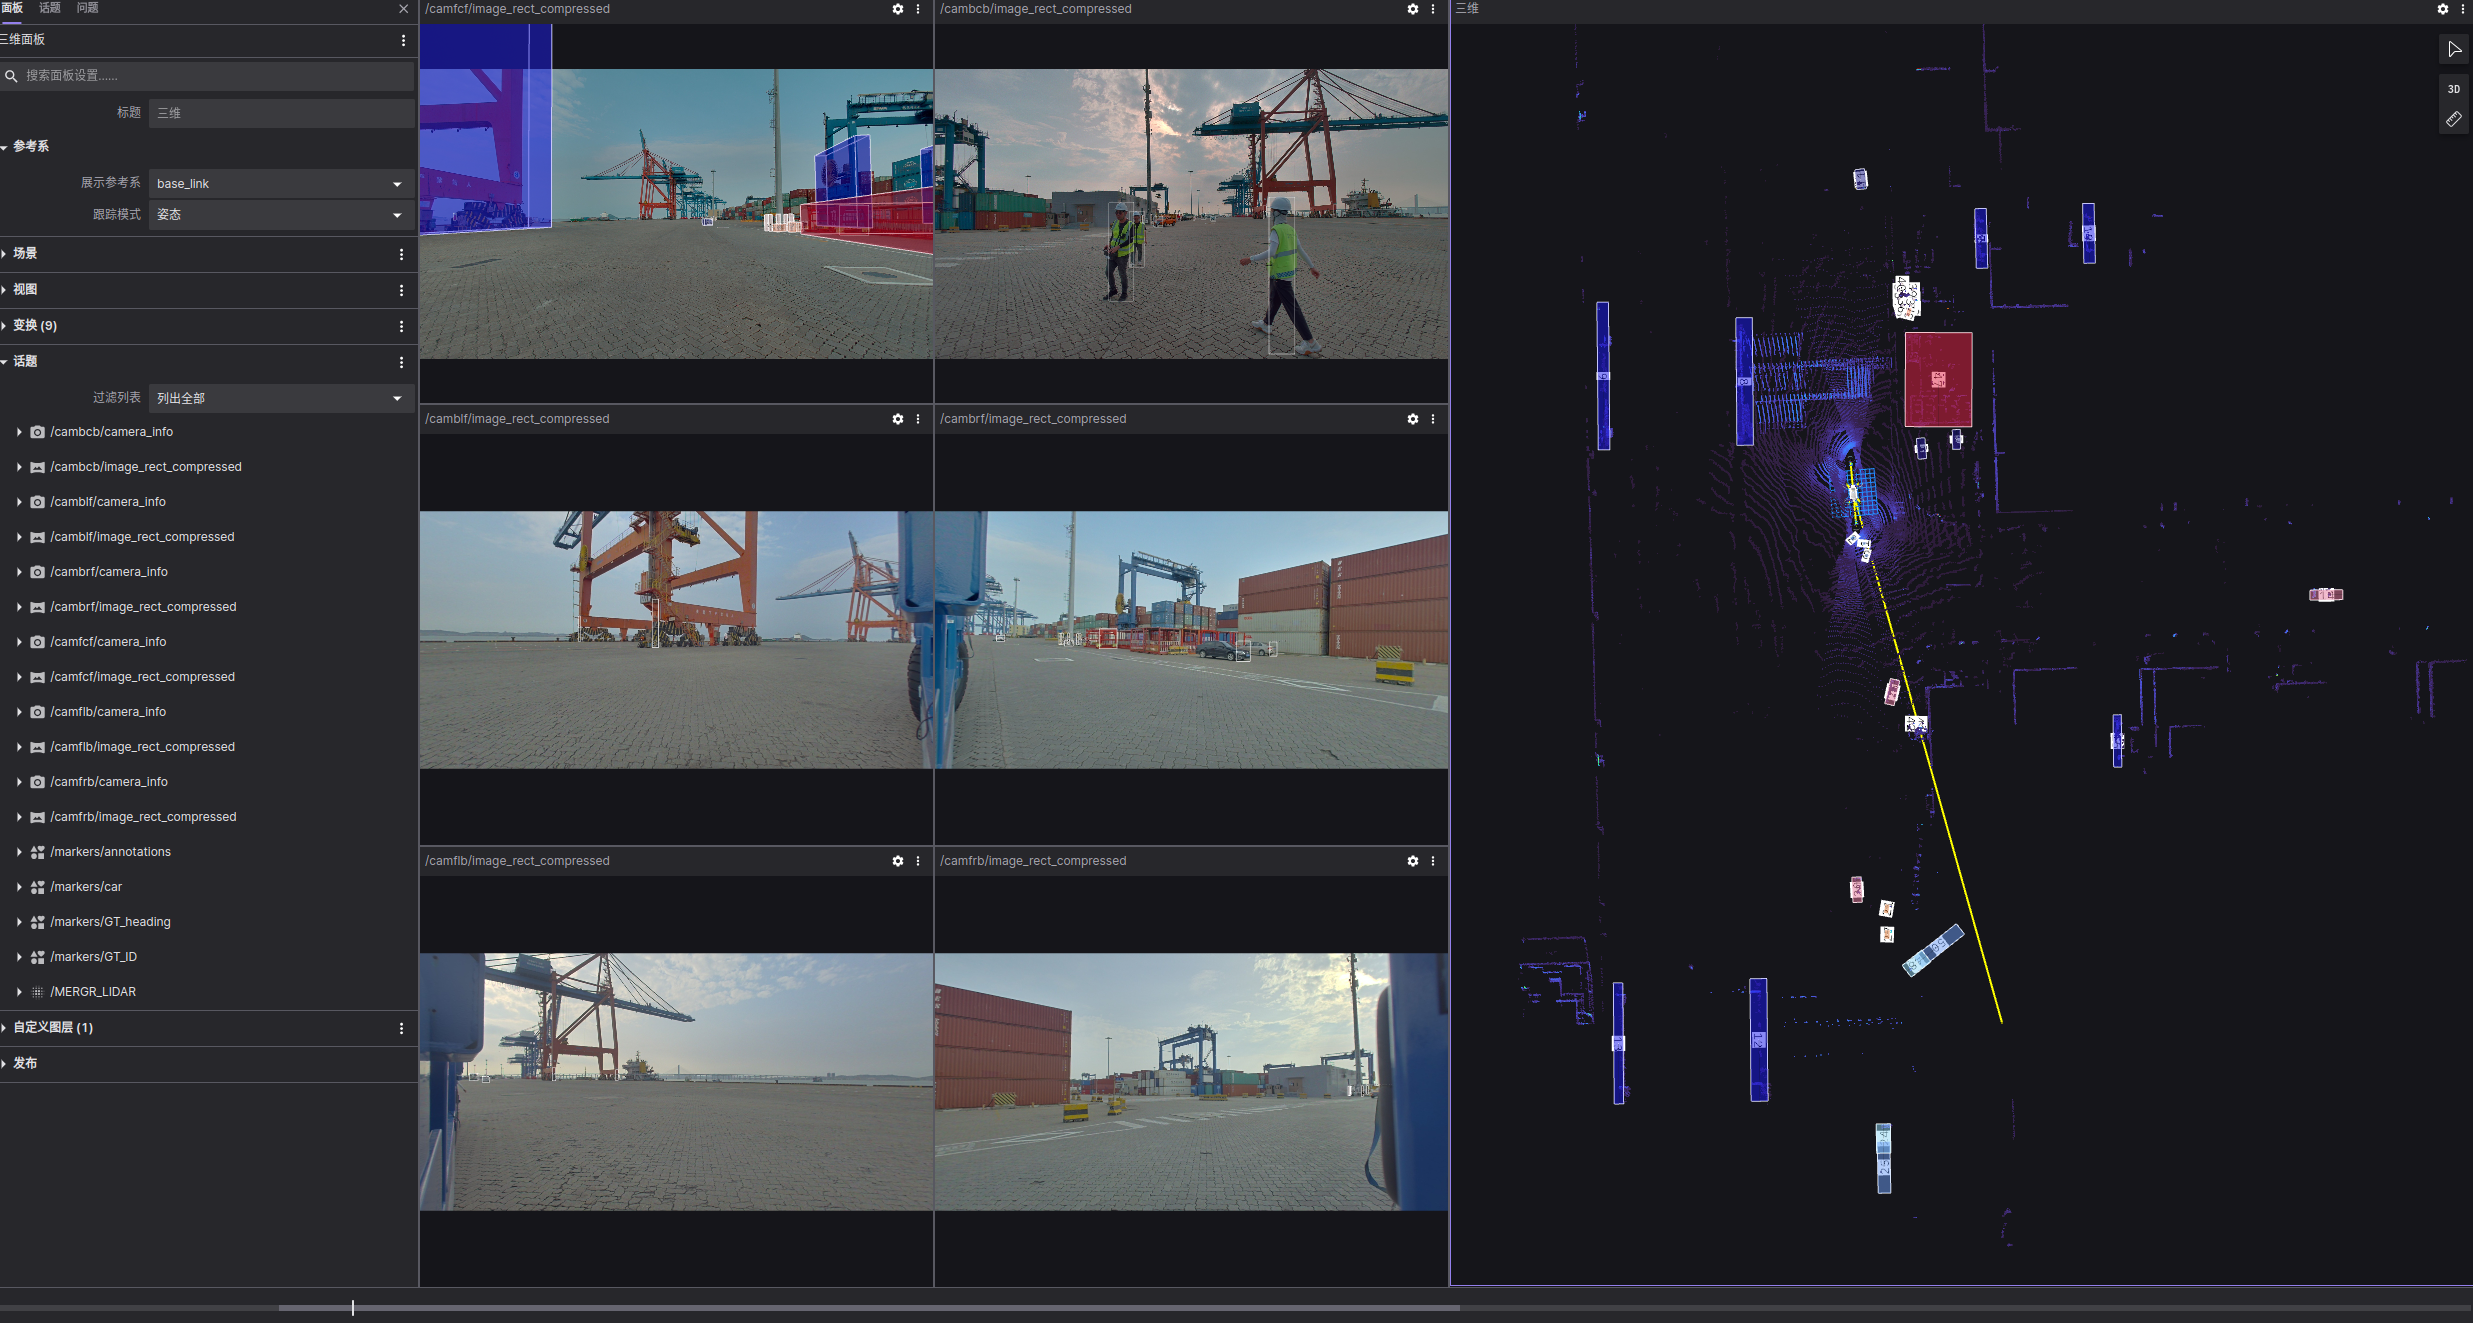 面板 话题 问题
三维面板
搜索面板设置......
标题 三维
参考系
展示参考系 base_link
跟踪模式 姿态
场景
视图
变换 (9)
话题
过滤列表 列出全部
/cambcb/camera_info
/cambcb/image_rect_compressed
/camblf/camera_info
/camblf/image_rect_compressed
/cambrf/camera_info
/cambrf/image_rect_compressed
/camfcf/camera_info
/camfcf/image_rect_compressed
/camflb/camera_info
/camflb/image_rect_compressed
/camfrb/camera_info
/camfrb/image_rect_compressed
/markers/annotations
/markers/car
/markers/GT_heading
/markers/GT_ID
/MERGR_LIDAR
自定义图层 (1)
发布
/camfcf/image_rect_compressed
/cambcb/image_rect_compressed
/camblf/image_rect_compressed
/cambrf/image_rect_compressed
/camflb/image_rect_compressed
/camfrb/image_rect_compressed
三维
3D